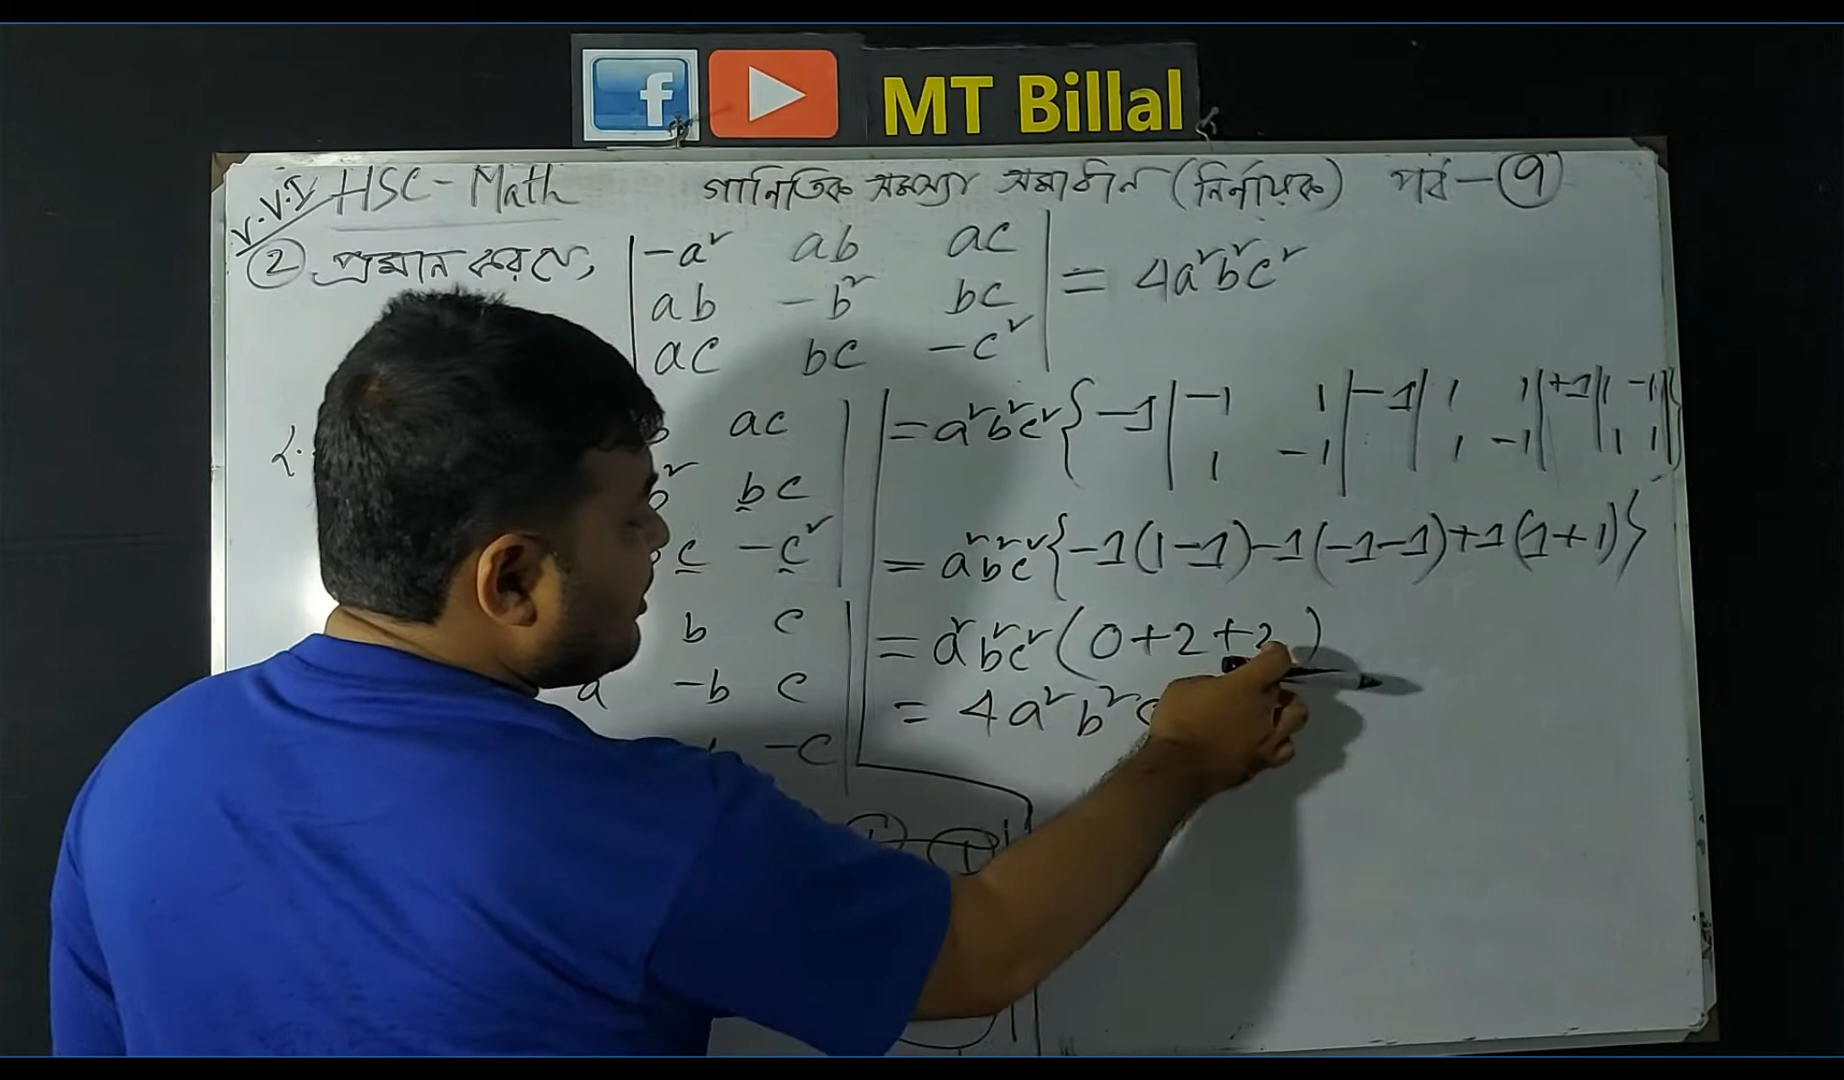 f MT Billal
V.V.I HSC-Math গানিতিক সমস্যা সমাধান (নির্নায়ক) পর্ব-৭
২ প্রমান কর যে, | -a² ab ac | = 4a²b²c²
ab -b² bc
ac bc -c²
ac
bc
c -c²
b c
a -b c
-c
= a²b²c² { -1 | -1 1 | -1 | 1 1 | +1 | 1 -1 | }
1 -1 1 -1 1 1
= a²b²c² { -1(1-1)-1(-1-1)+1(1+1) }
= a²b²c² (0+2+2)
= 4a²b²c